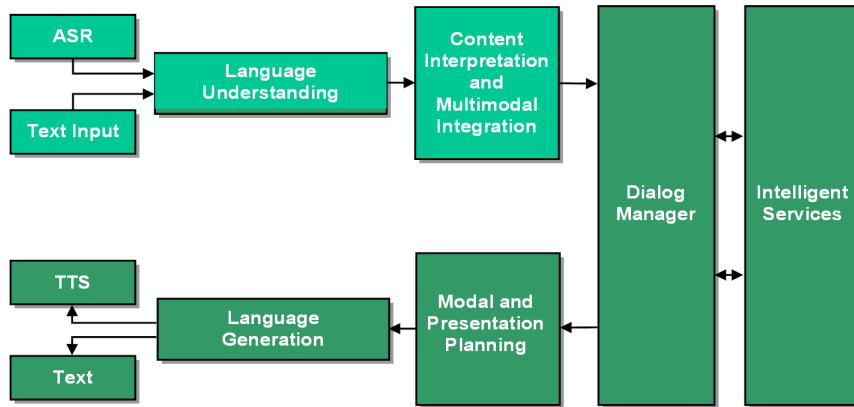 ASR
Text Input
Language
Understanding
Content
Interpretation
and
Multimodal
Integration
Dialog
Manager
Intelligent
Services
TTS
Text
Language
Generation
Modal and
Presentation
Planning